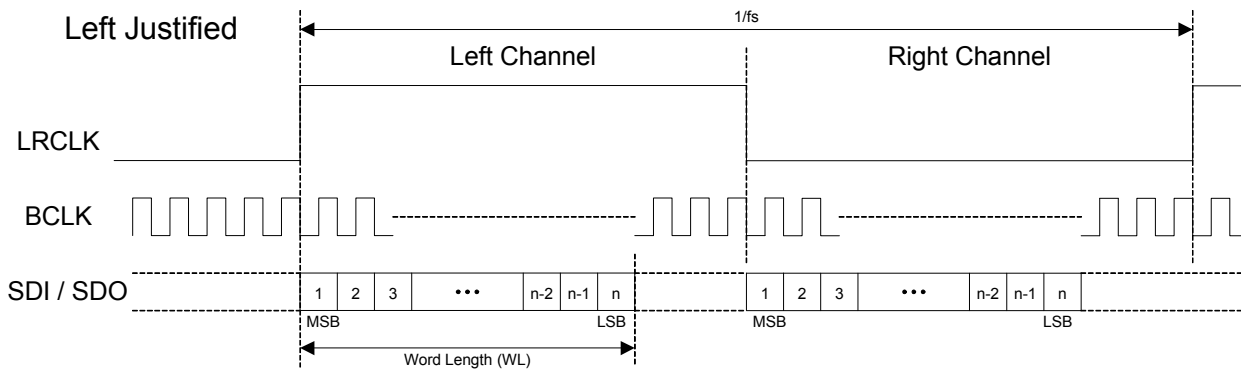 Left Justified
1/fs
Left Channel
Right Channel
LRCLK
BCLK
SDI / SDO
1 2 3 ••• n-2 n-1 n 1 2 3 ••• n-2 n-1 n
MSB LSB MSB LSB
Word Length (WL)